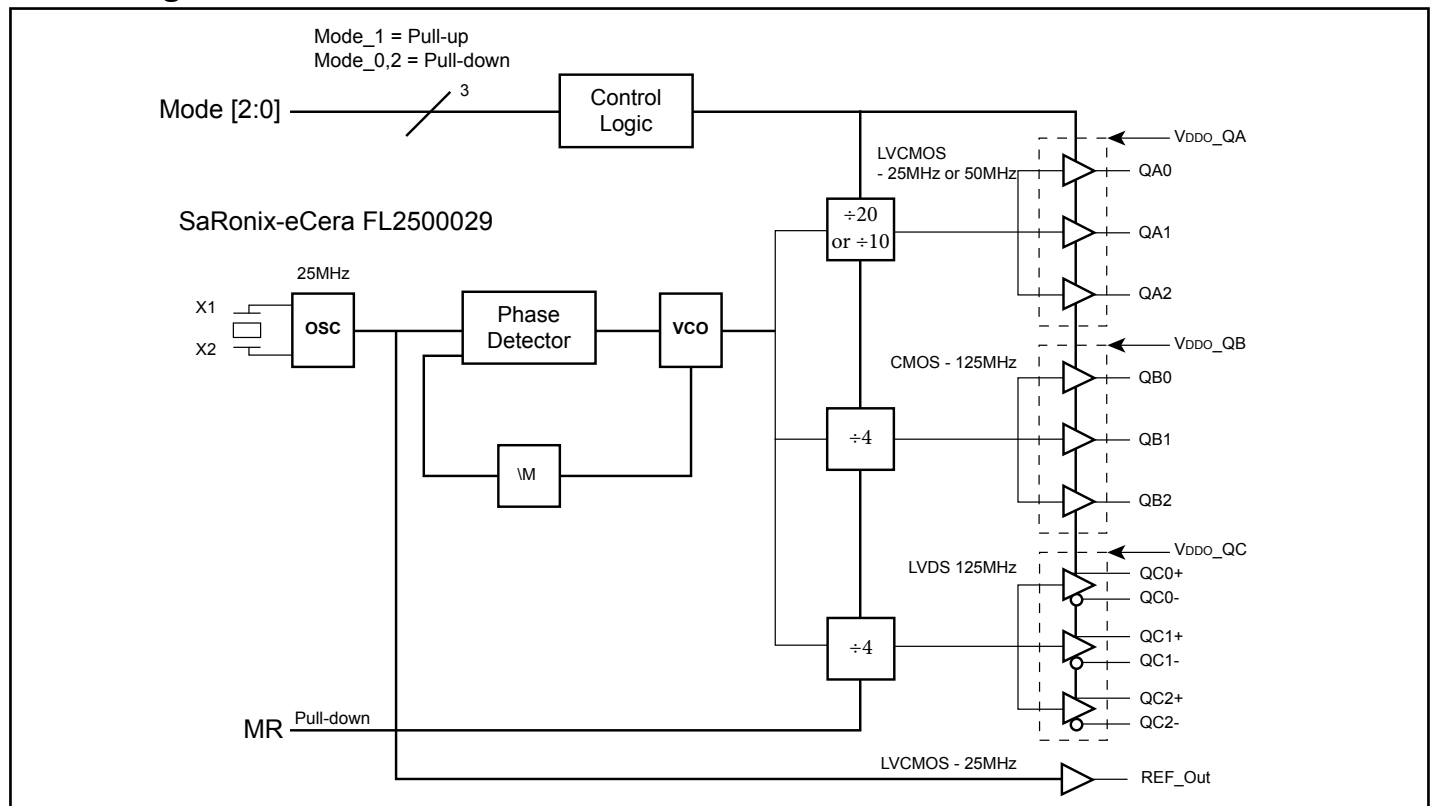 Mode_1 = Pull-up
Mode_0,2 = Pull-down
Mode [2:0]
3
Control
Logic
VDDO_QA
LVCMOS
- 25MHz or 50MHz
QA0
÷20
or ÷10
QA1
QA2
SaRonix-eCera FL2500029
25MHz
X1
X2
OSC
Phase
Detector
VCO
\M
VDDO_QB
CMOS - 125MHz
QB0
÷4
QB1
QB2
VDDO_QC
LVDS 125MHz
QC0+
QC0-
÷4
QC1+
QC1-
QC2+
QC2-
MR
Pull-down
LVCMOS - 25MHz
REF_Out